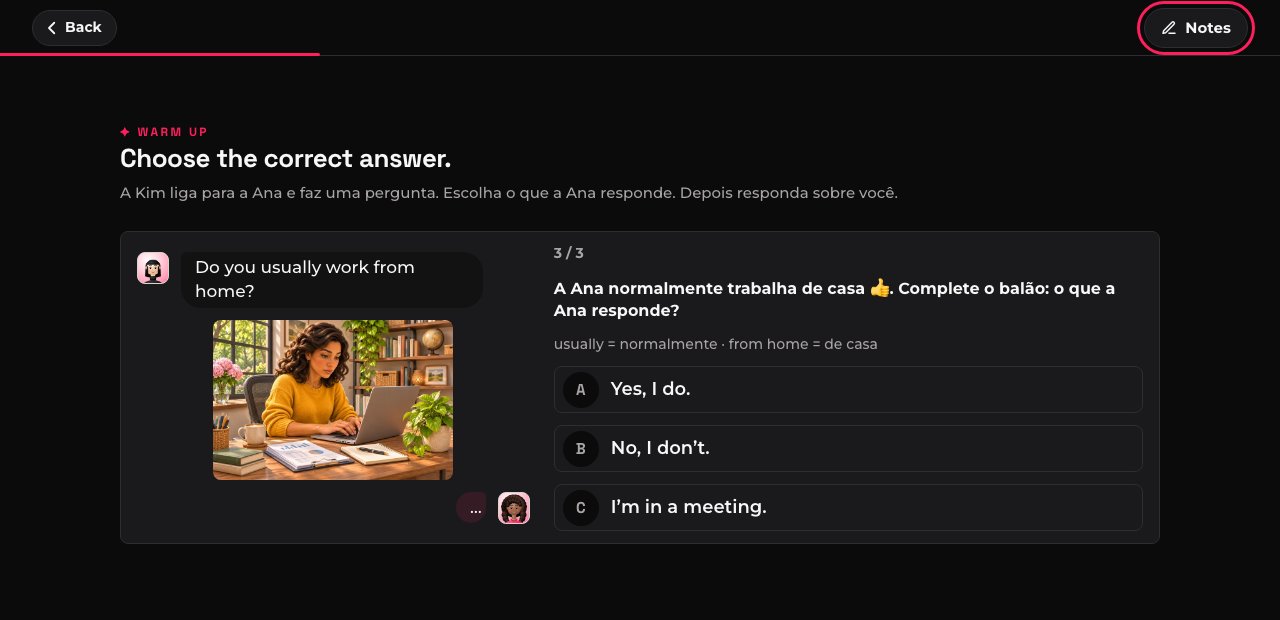 Back
Notes
WARM UP
Choose the correct answer.
A Kim liga para a Ana e faz uma pergunta. Escolha o que a Ana responde. Depois responda sobre você.
Do you usually work from
home?
...
3 / 3
A Ana normalmente trabalha de casa 👍. Complete o balão: o que a
Ana responde?
usually = normalmente · from home = de casa
A Yes, I do.
B No, I don’t.
C I’m in a meeting.